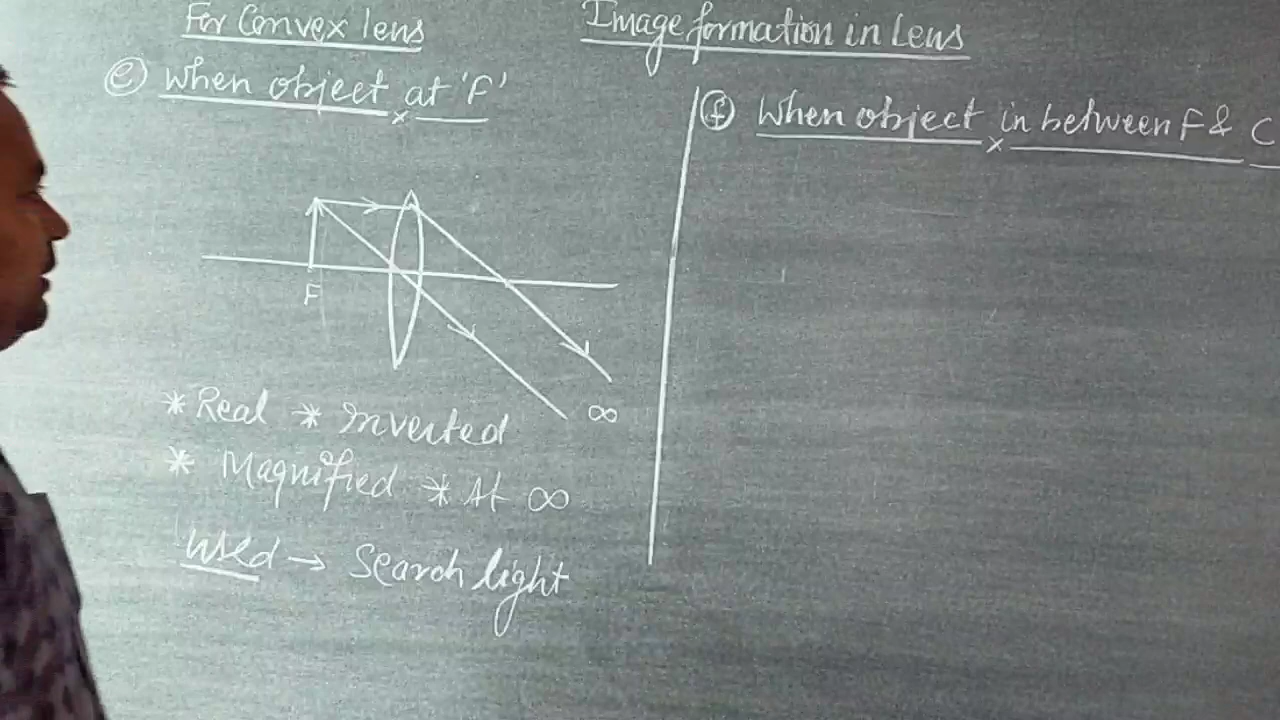 For Convex lens
Image formation in Lens
(e) When object at 'F'
F
∞
* Real * Inverted
* Magnified * At ∞
Used → Search light
(f) When object in between F & C